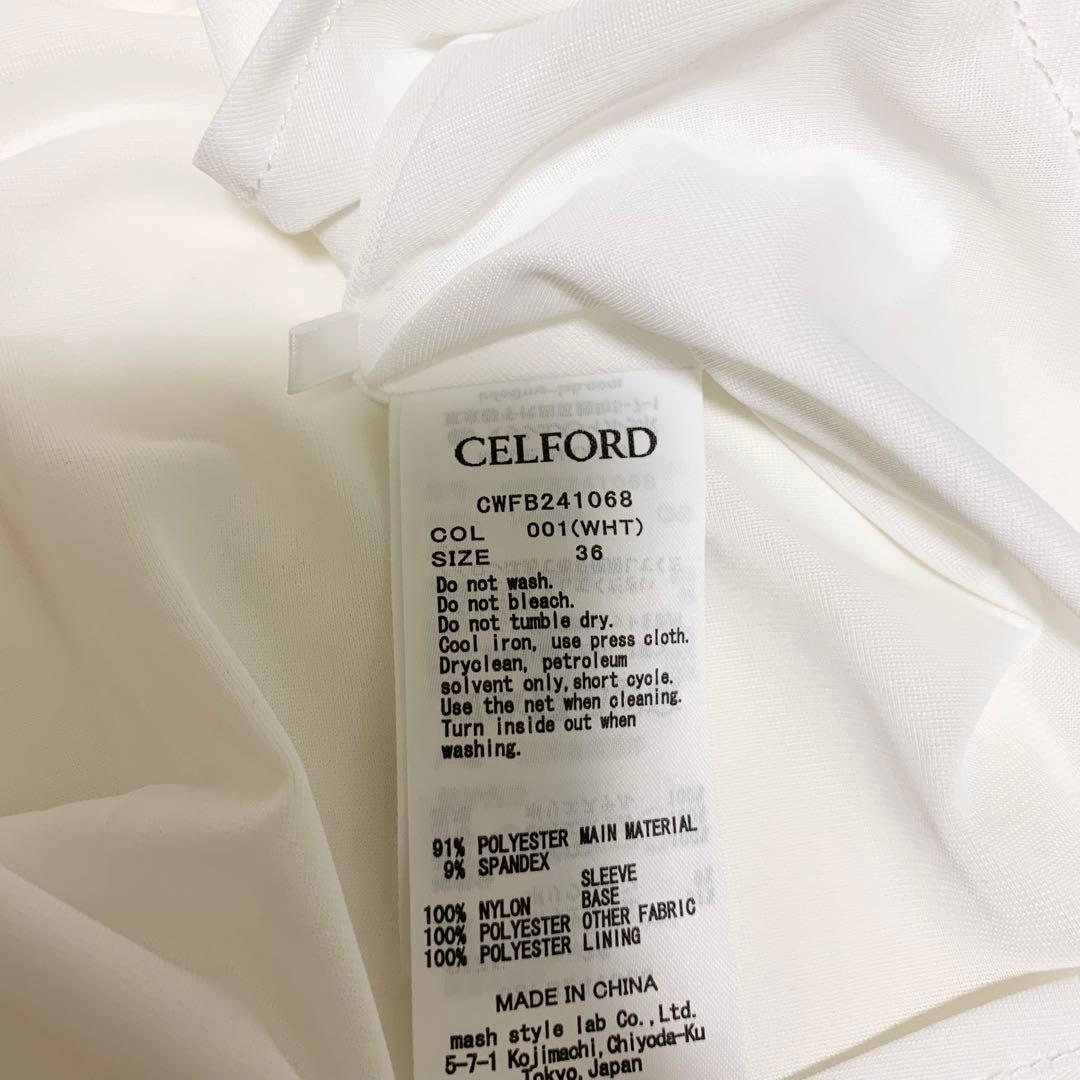 CELFORD
CWFB241068
COL 001(WHT)
SIZE 36
Do not wash.
Do not bleach.
Do not tumble dry.
Cool iron, use press cloth.
Dryclean, petroleum
solvent only,short cycle.
Use the net when cleaning.
Turn inside out when
washing.
91% POLYESTER MAIN MATERIAL
9% SPANDEX
SLEEVE
100% NYLON BASE
100% POLYESTER OTHER FABRIC
100% POLYESTER LINING
MADE IN CHINA
mash style lab Co.,Ltd.
5-7-1 Kojimachi,Chiyoda-Ku
Tokyo,Japan